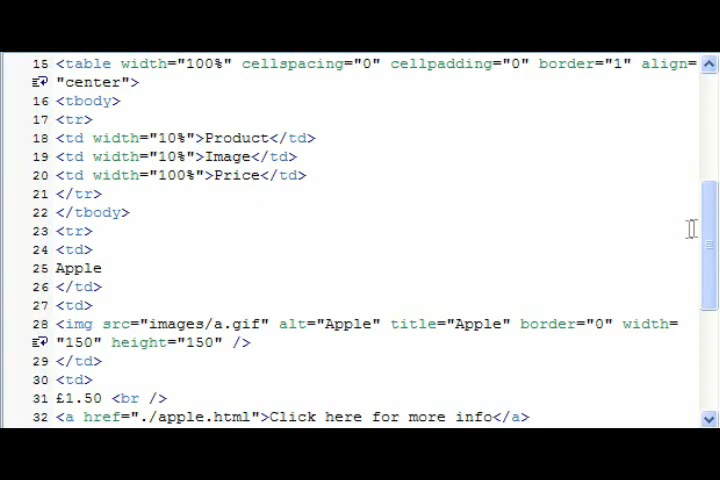 15 <table width="100%" cellspacing="0" cellpadding="0" border="1" align=
"center">
16 <tbody>
17 <tr>
18 <td width="10%">Product</td>
19 <td width="10%">Image</td>
20 <td width="100%">Price</td>
21 </tr>
22 </tbody>
23 <tr>
24 <td>
25 Apple
26 </td>
27 <td>
28 <img src="images/a.gif" alt="Apple" title="Apple" border="0" width=
"150" height="150" />
29 </td>
30 <td>
31 £1.50 <br />
32 <a href="./apple.html">Click here for more info</a>